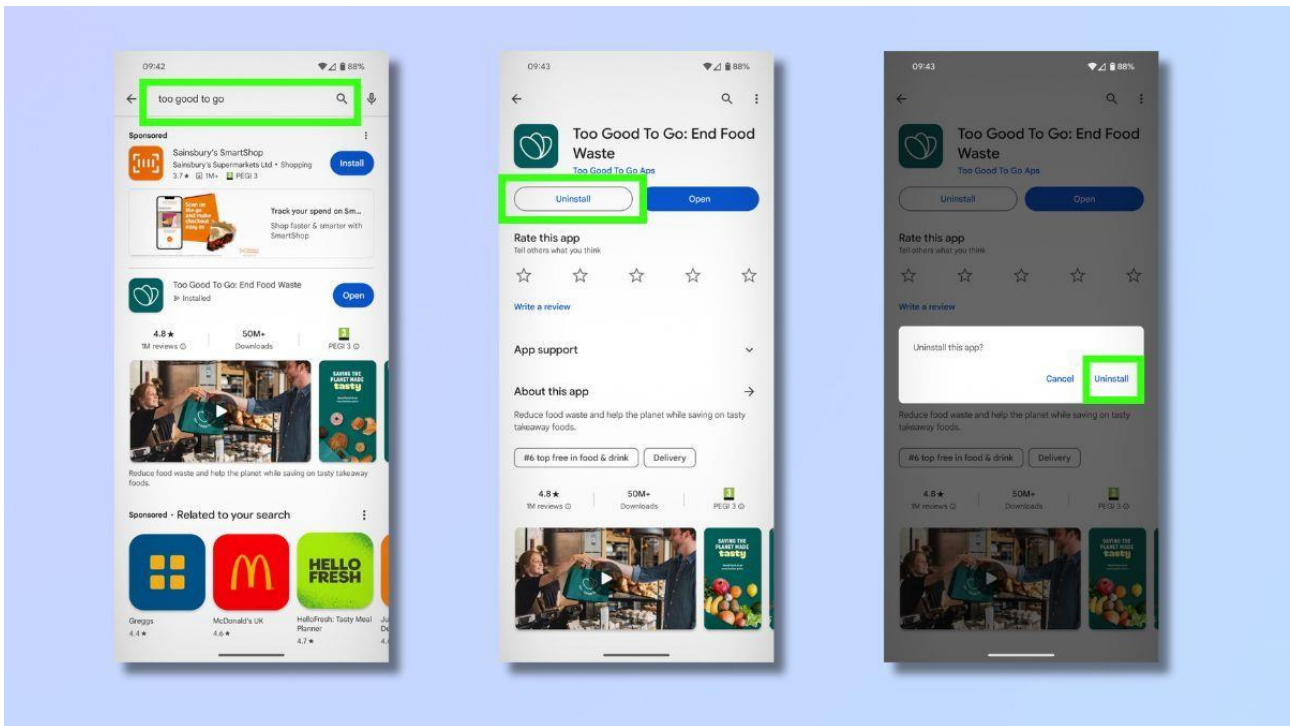 09:42
88%
too good to go
Sponsored
Sainsbury's SmartShop
Sainsbury's Supermarkets Ltd • Shopping
3.7★ 1M+ PEGI 3
Install
Track your spend on Sm...
Shop faster & smarter with
SmartShop
Too Good To Go: End Food Waste
Installed
Open
4.8★
1M reviews
50M+
Downloads
3
PEGI 3
SAVING THE
PLANET MADE
tasty
Reduce food waste and help the planet while saving on tasty takeaway
foods.
Sponsored · Related to your search
M
HELLO
FRESH
Greggs
4.4★
McDonald's UK
4.6★
HelloFresh: Tasty Meal
Planner
4.7★
09:43
88%
Too Good To Go: End Food
Waste
Too Good To Go Aps
Uninstall
Open
Rate this app
Tell others what you think
Write a review
App support
About this app
Reduce food waste and help the planet while saving on tasty
takeaway foods.
#6 top free in food & drink
Delivery
4.8★
1M reviews
50M+
Downloads
3
PEGI 3
SAVING THE
PLANET MADE
tasty
09:43
88%
Too Good To Go: End Food
Waste
Too Good To Go Aps
Uninstall
Open
Rate this app
Tell others what you think
Write a review
Uninstall this app?
Cancel
Uninstall
Reduce food waste and help the planet while saving on tasty
takeaway foods.
#6 top free in food & drink
Delivery
4.8★
1M reviews
50M+
Downloads
3
PEGI 3
SAVING THE
PLANET MADE
tasty